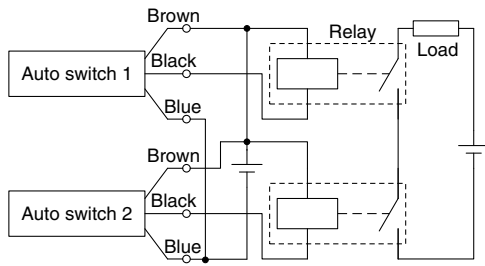 Brown
Relay
Auto switch 1
Black
Load
Blue
Brown
Auto switch 2
Black
Blue